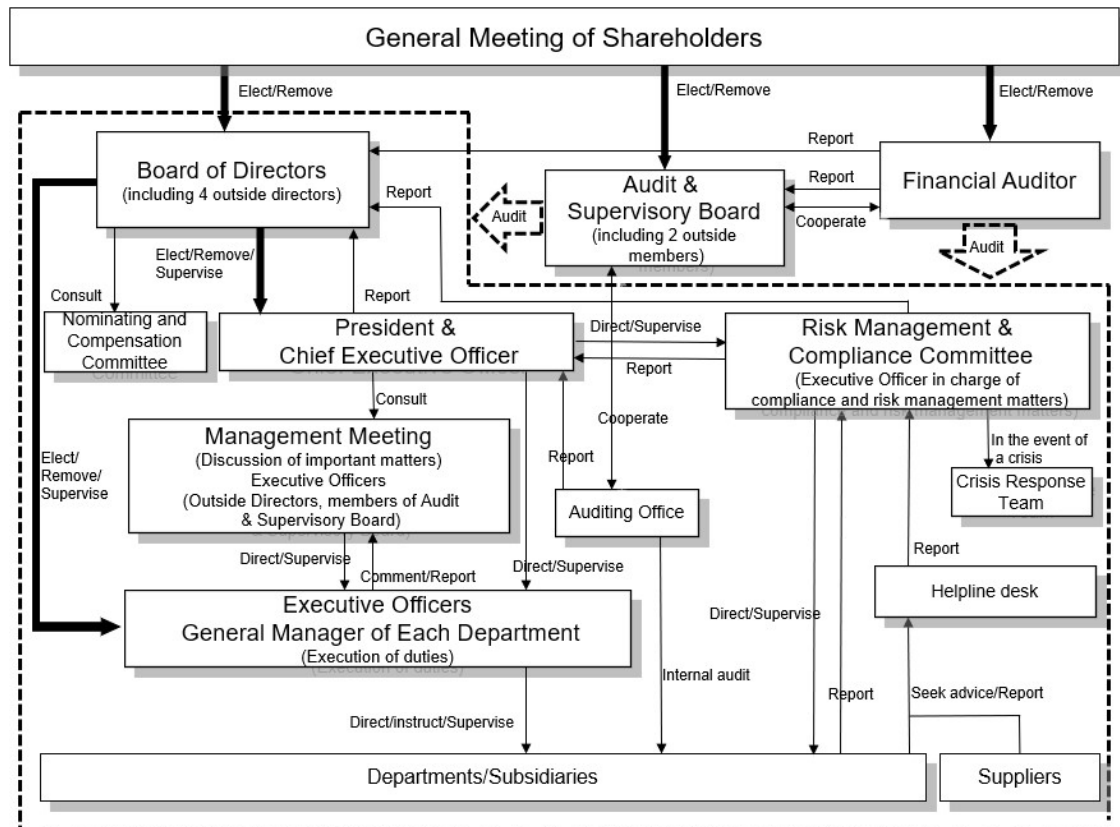 General Meeting of Shareholders
Elect/Remove
Elect/Remove
Elect/Remove
Board of Directors
(including 4 outside directors)
Report
Report
Audit &
Supervisory Board
(including 2 outside
members)
Report
Cooperate
Financial Auditor
Audit
Audit
Elect/Remove/
Supervise
Consult
Report
Nominating and
Compensation
Committee
President &
Chief Executive Officer
Direct/Supervise
Report
Risk Management &
Compliance Committee
(Executive Officer in charge of
compliance and risk management matters)
Consult
Cooperate
Management Meeting
(Discussion of important matters)
Executive Officers
(Outside Directors, members of Audit
& Supervisory Board)
Elect/
Remove/
Supervise
Report
In the event of
a crisis
Crisis Response
Team
Auditing Office
Direct/Supervise
Comment/Report
Direct/Supervise
Report
Helpline desk
Executive Officers
General Manager of Each Department
(Execution of duties)
Direct/Supervise
Internal audit
Report
Seek advice/Report
Direct/instruct/Supervise
Departments/Subsidiaries
Suppliers